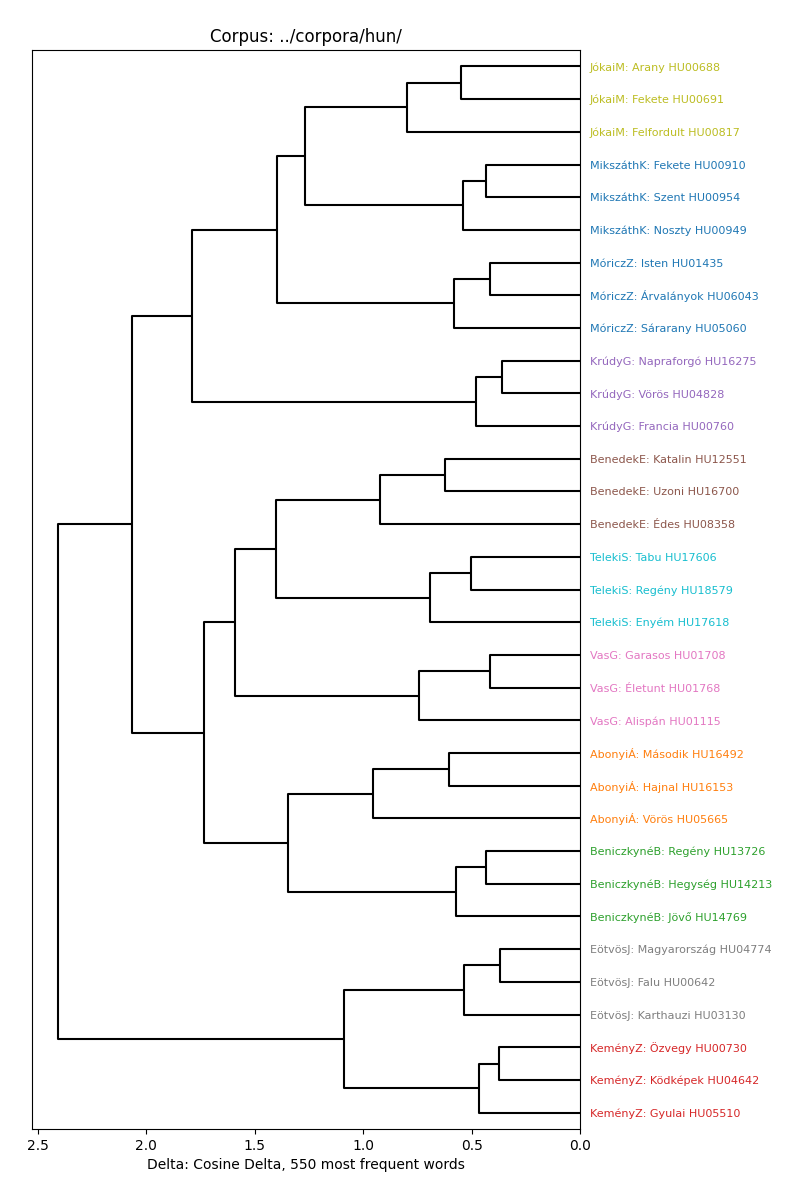 Corpus: ../corpora/hun/
JókaiM: Arany HU00688
JókaiM: Fekete HU00691
JókaiM: Felfordult HU00817
MikszáthK: Fekete HU00910
MikszáthK: Szent HU00954
MikszáthK: Noszty HU00949
MóriczZ: Isten HU01435
MóriczZ: Árvalányok HU06043
MóriczZ: Sárarany HU05060
KrúdyG: Napraforgó HU16275
KrúdyG: Vörös HU04828
KrúdyG: Francia HU00760
BenedekE: Katalin HU12551
BenedekE: Uzoni HU16700
BenedekE: Édes HU08358
TelekiS: Tabu HU17606
TelekiS: Regény HU18579
TelekiS: Enyém HU17618
VasG: Garasos HU01708
VasG: Életunt HU01768
VasG: Alispán HU01115
AbonyiÁ: Második HU16492
AbonyiÁ: Hajnal HU16153
AbonyiÁ: Vörös HU05665
BeniczkynéB: Regény HU13726
BeniczkynéB: Hegység HU14213
BeniczkynéB: Jövő HU14769
EötvösJ: Magyarország HU04774
EötvösJ: Falu HU00642
EötvösJ: Karthauzi HU03130
KeményZ: Özvegy HU00730
KeményZ: Ködképek HU04642
KeményZ: Gyulai HU05510
2.5 2.0 1.5 1.0 0.5 0.0
Delta: Cosine Delta, 550 most frequent words